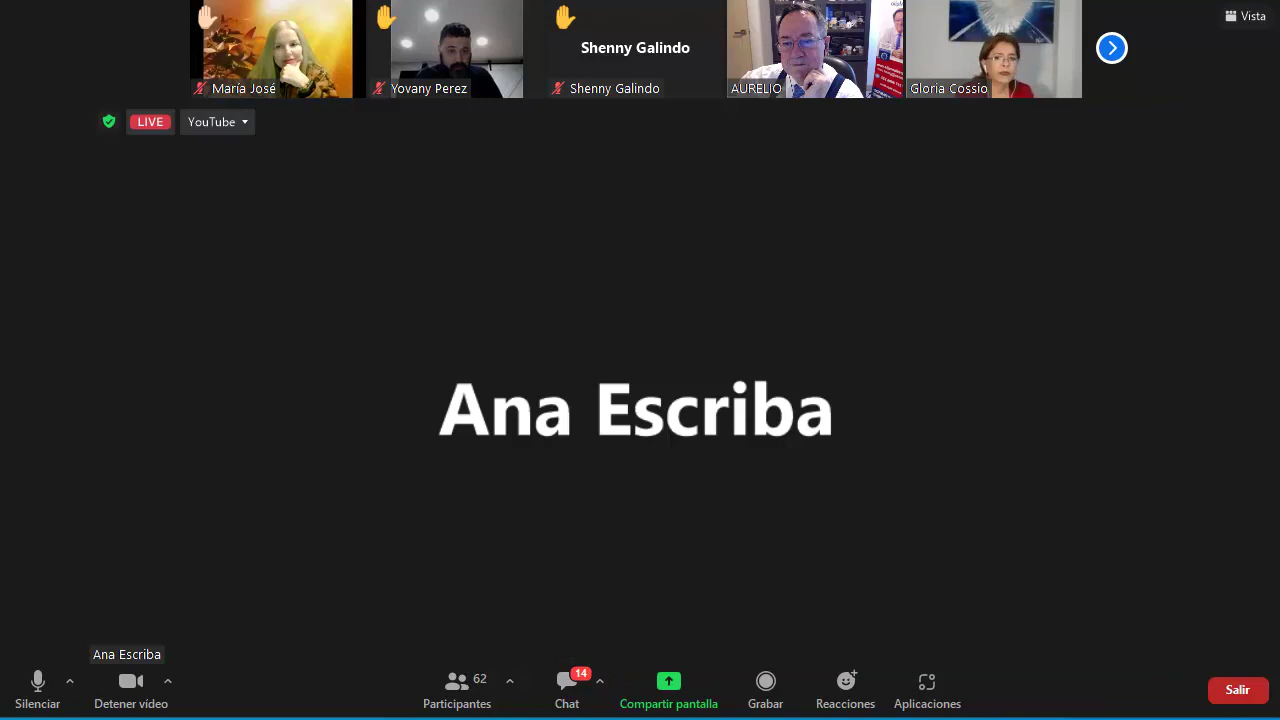 Shenny Galindo
María José
Yovany Perez
Shenny Galindo
AURELIO
Gloria Cossio
Vista
LIVE
YouTube
Ana Escriba
Ana Escriba
Silenciar
Detener vídeo
62
Participantes
14
Chat
Compartir pantalla
Grabar
Reacciones
Aplicaciones
Salir